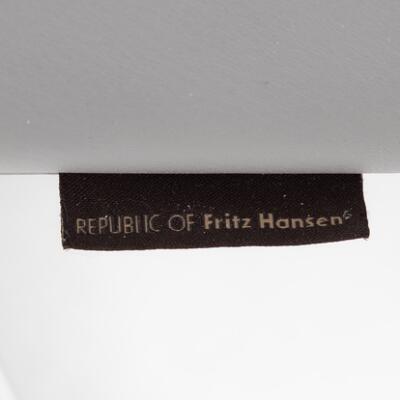 REPUBLIC OF Fritz Hansen®